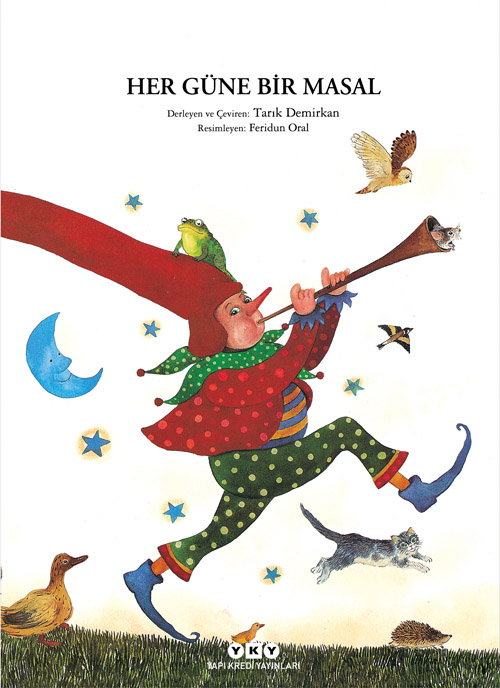 HER GÜNE BİR MASAL
Derleyen ve Çeviren: Tarık Demirkan
Resimleyen: Feridun Oral
YKY
YAPI KREDİ YAYINLARI